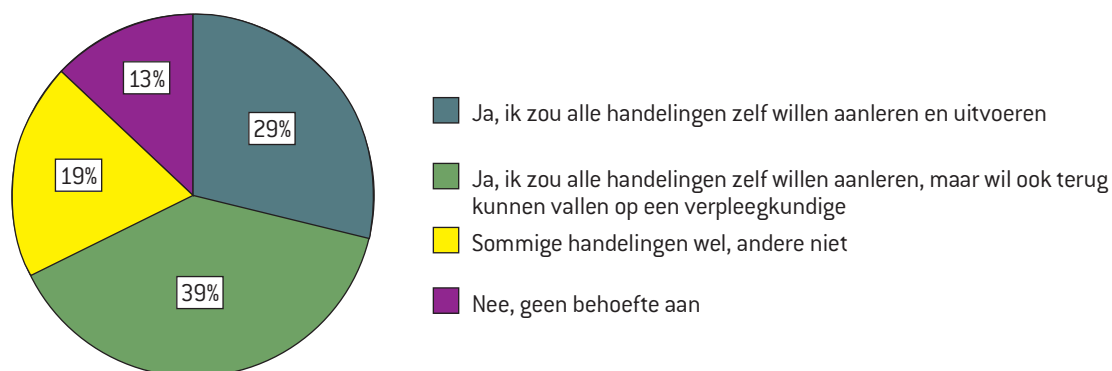 13%
29%
19%
39%
Ja, ik zou alle handelingen zelf willen aanleren en uitvoeren
Ja, ik zou alle handelingen zelf willen aanleren, maar wil ook terug
kunnen vallen op een verpleegkundige
Sommige handelingen wel, andere niet
Nee, geen behoefte aan